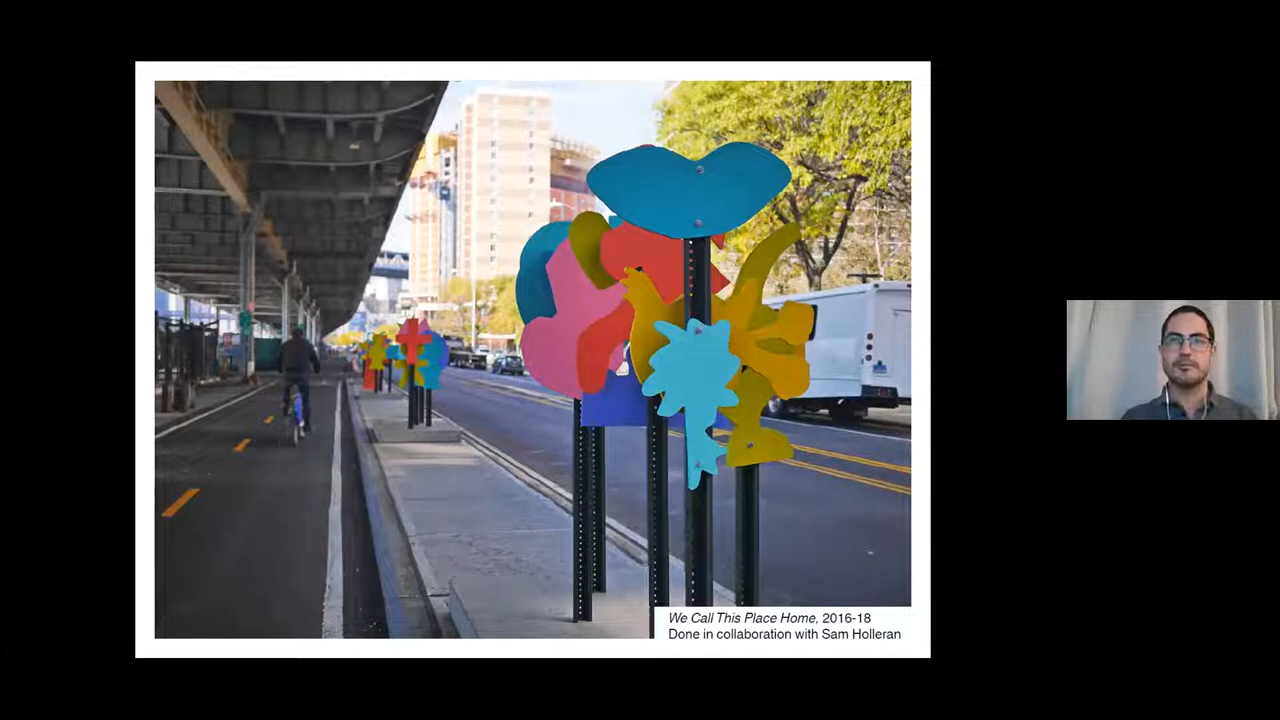 We Call This Place Home, 2016-18
Done in collaboration with Sam Holleran